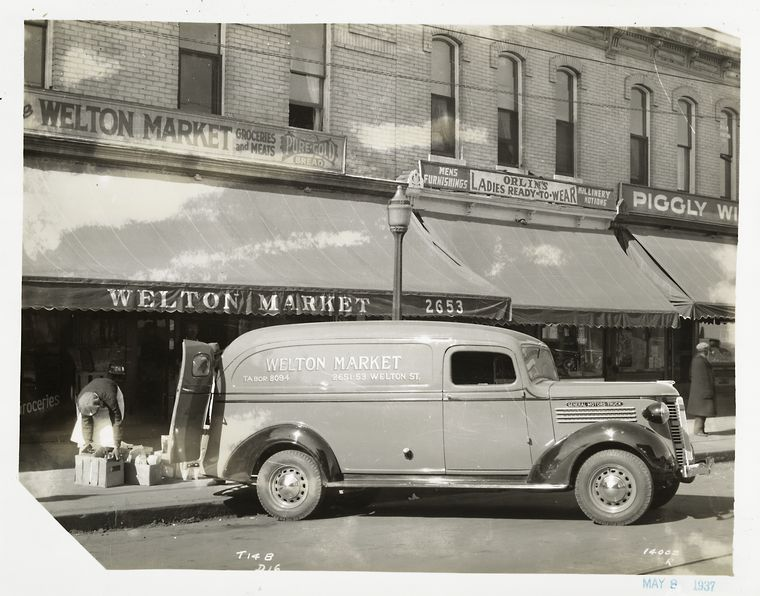 WELTON MARKET GROCERIES and MEATS PURE GOLD BREAD
MENS FURNISHINGS ORLIN'S LADIES READY-TO-WEAR MILLINERY NOTIONS
PIGGLY WI
WELTON MARKET 2653
WELTON MARKET
TABOR 8094 2651-53 WELTON ST.
GENERAL MOTORS TRUCK
Groceries
T14B
D16
14002
R
MAY 8 1937